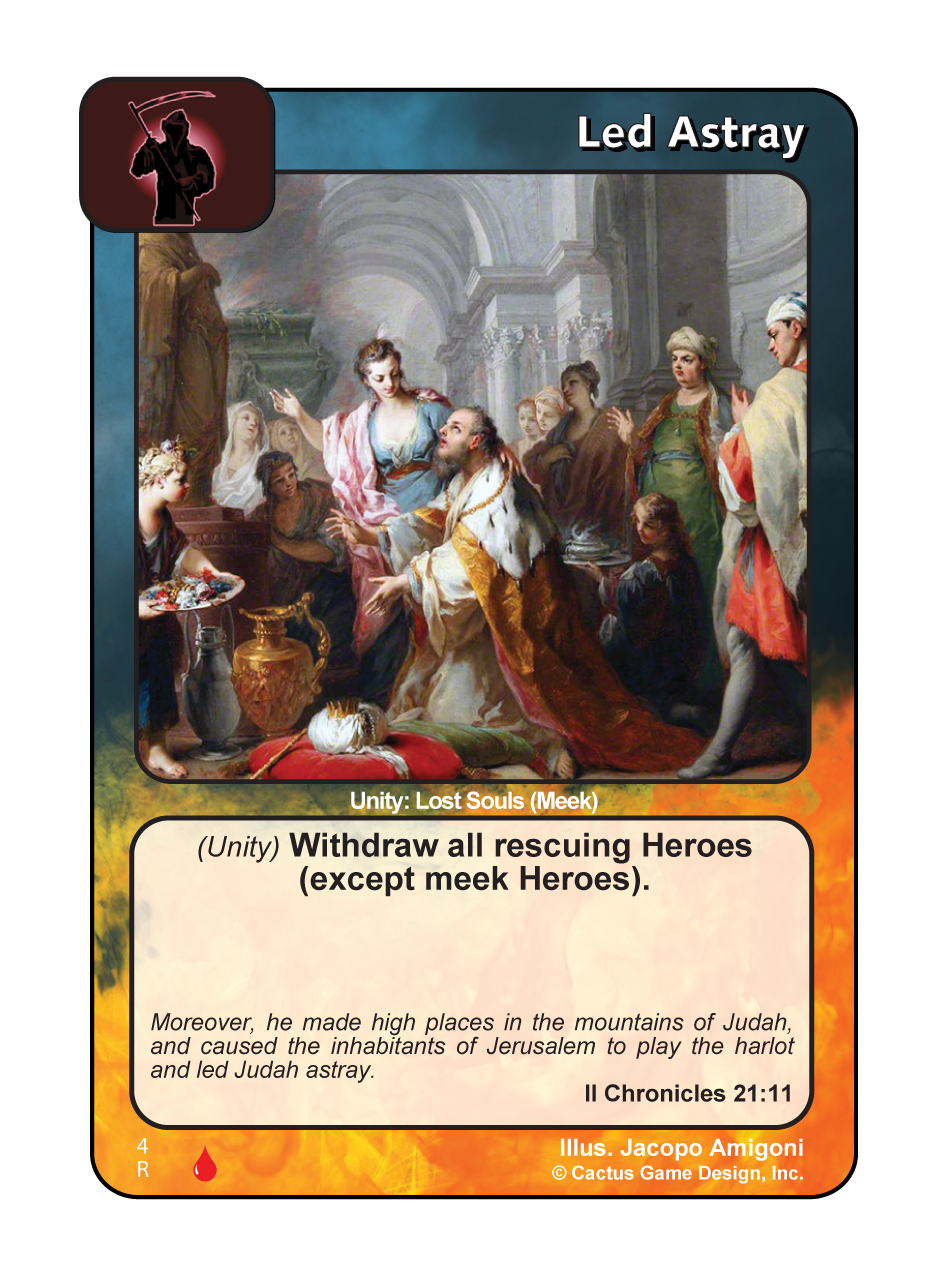 Led Astray
Unity: Lost Souls (Meek)
(Unity) Withdraw all rescuing Heroes
(except meek Heroes).
Moreover, he made high places in the mountains of Judah,
and caused the inhabitants of Jerusalem to play the harlot
and led Judah astray.
II Chronicles 21:11
4
R
Illus. Jacopo Amigoni
© Cactus Game Design, Inc.